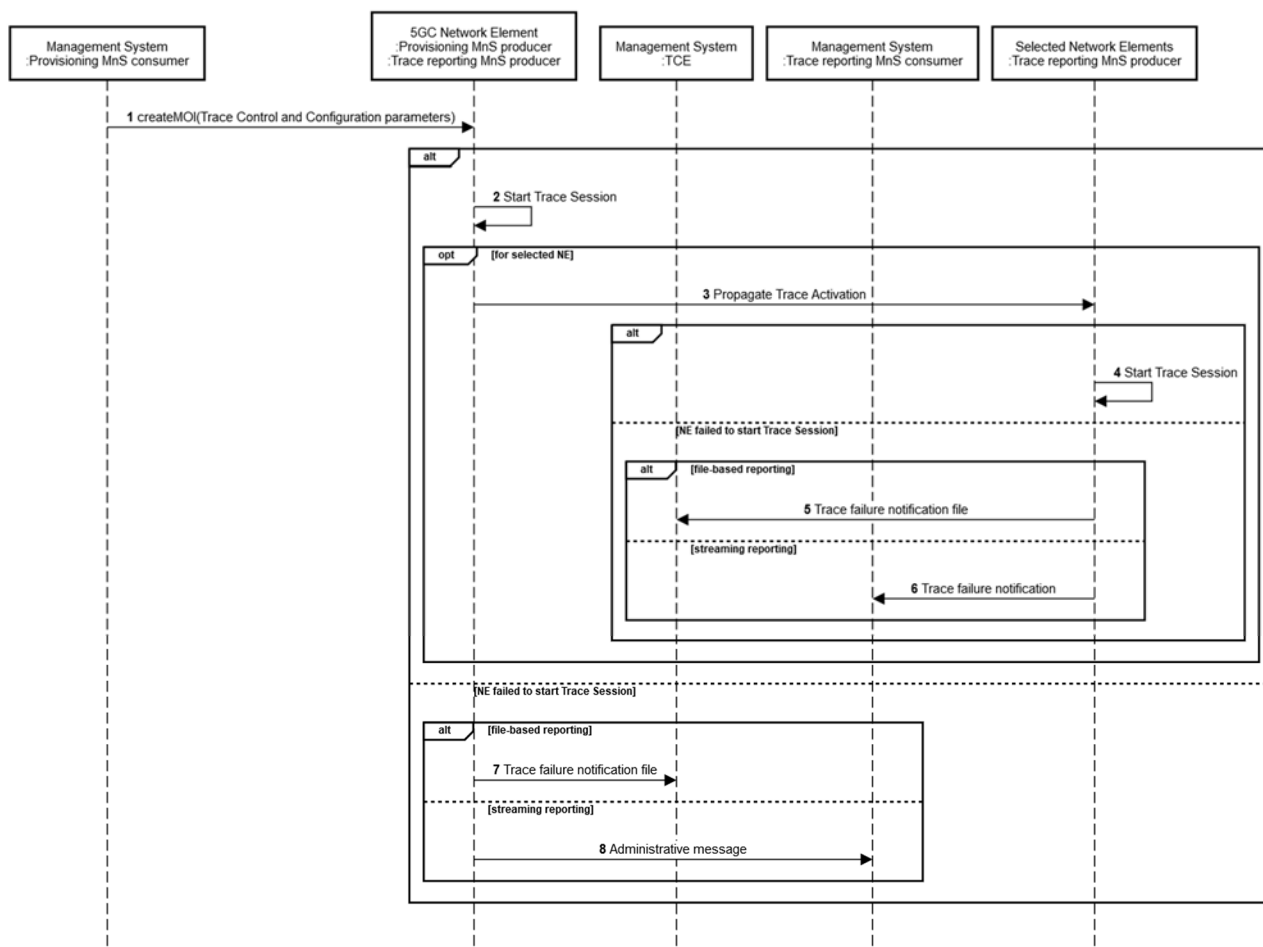 Management System
:Provisioning MnS consumer
5GC Network Element
:Provisioning MnS producer
:Trace reporting MnS producer
Management System
:TCE
Management System
:Trace reporting MnS consumer
Selected Network Elements
:Trace reporting MnS producer
1 createMOI(Trace Control and Configuration parameters)
alt
2 Start Trace Session
opt [for selected NE]
3 Propagate Trace Activation
alt
4 Start Trace Session
[NE failed to start Trace Session]
alt [file-based reporting]
5 Trace failure notification file
[streaming reporting]
6 Trace failure notification
[NE failed to start Trace Session]
alt [file-based reporting]
7 Trace failure notification file
[streaming reporting]
8 Administrative message